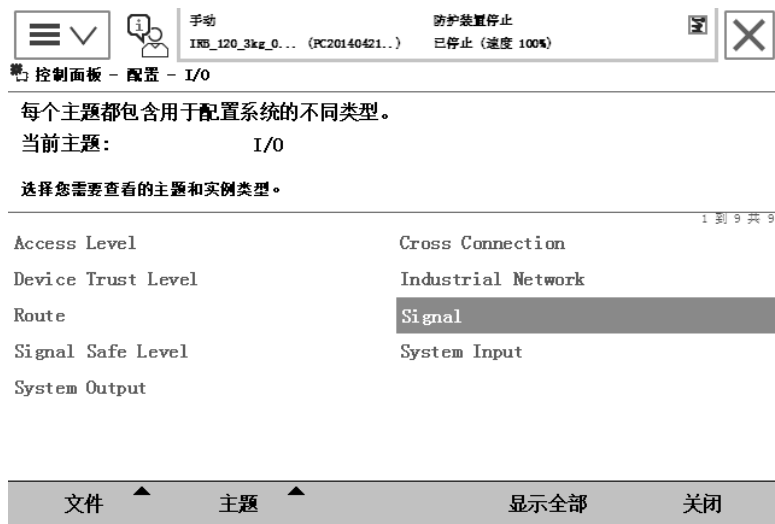 手动
防护装置停止
IRB_120_3kg_0... (PC20140421..)
已停止 (速度 100%)
控制面板 - 配置 - I/O
每个主题都包含用于配置系统的不同类型。
当前主题: I/O
选择您需要查看的主题和实例类型。
1 到 9 共 9
Access Level
Cross Connection
Device Trust Level
Industrial Network
Route
Signal
Signal Safe Level
System Input
System Output
文件
主题
显示全部
关闭